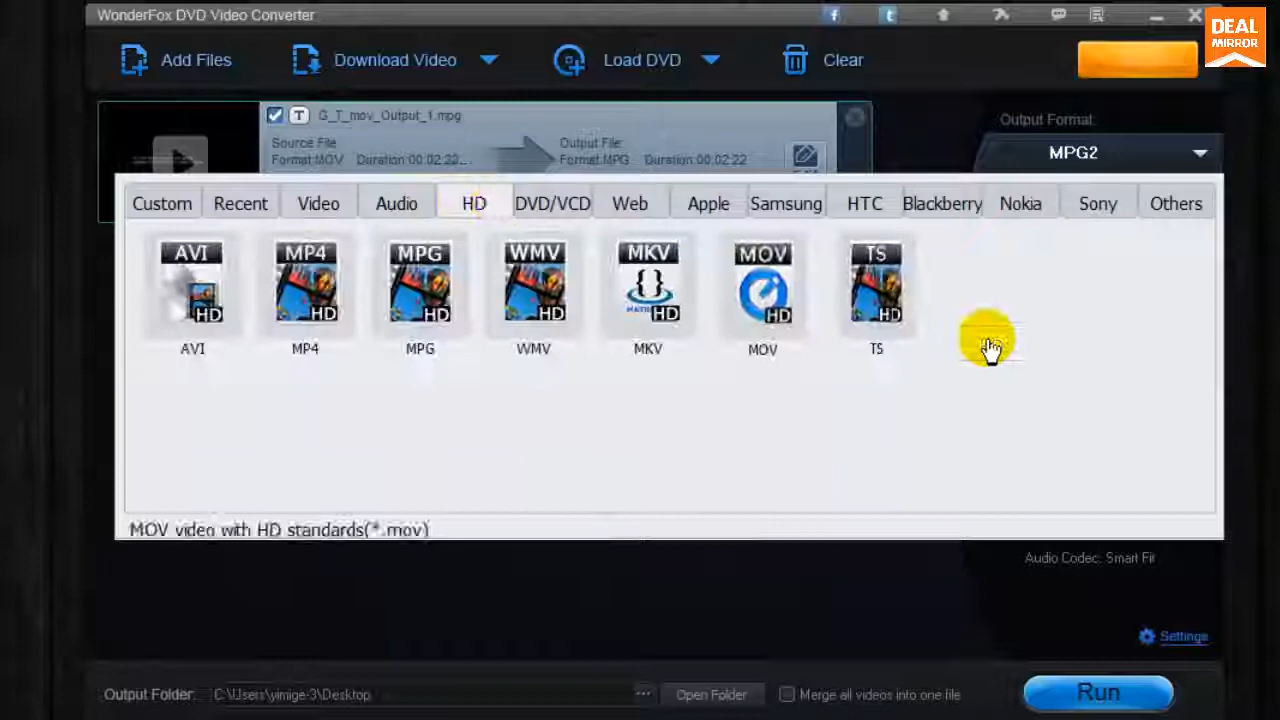 WonderFox DVD Video Converter
DEAL
MIRROR
Add Files
Download Video
Load DVD
Clear
T G_T_mov_Output_1.mpg
Source File
Output File:
Format:MOV Duration 00:02:22...
Format:MPG Duration 00:02:22
Output Format:
MPG2
Custom Recent Video Audio HD DVD/VCD Web Apple Samsung HTC Blackberry Nokia Sony Others
AVI MP4 MPG WMV MKV MOV TS
HD HD HD HD HD HD HD
AVI MP4 MPG WMV MKV MOV TS
MOV video with HD standards(*.mov)
Audio Codec: Smart Fit
Settings
Output Folder: C:\Users\yimige-3\Desktop ... Open Folder Merge all videos into one file Run